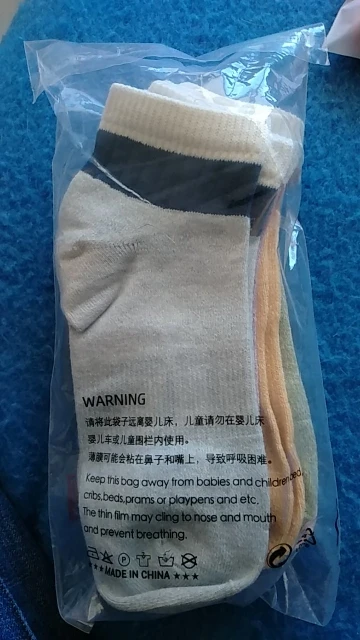 WARNING
请将此袋子远离婴儿床，儿童请勿在婴儿床
婴儿车或儿童围栏内使用。
薄膜可能会粘在鼻子和嘴上，导致呼吸困难。
Keep this bag away from babies and children bed,
cribs,beds,prams or playpens and etc.
The thin film may cling to nose and mouth
and prevent breathing.
★★★MADE IN CHINA ★★★